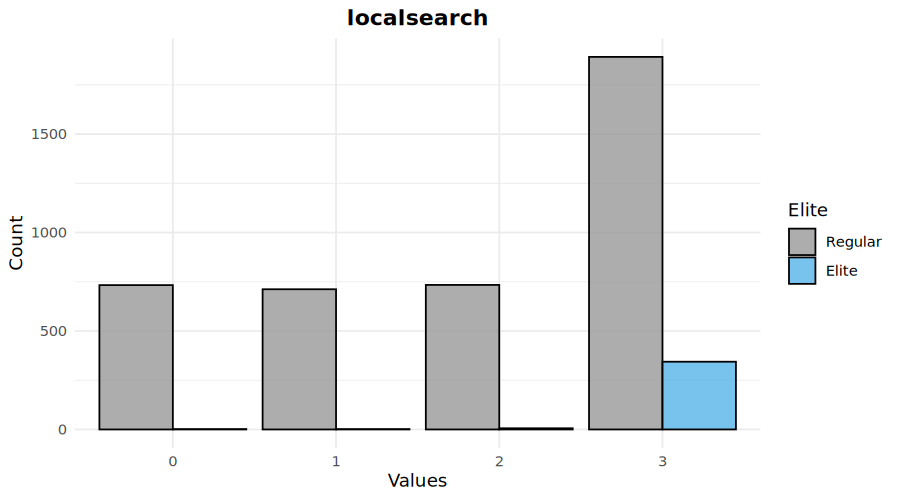 localsearch
Count
1500
1000
500
0
0 1 2 3
Values
Elite
Regular
Elite